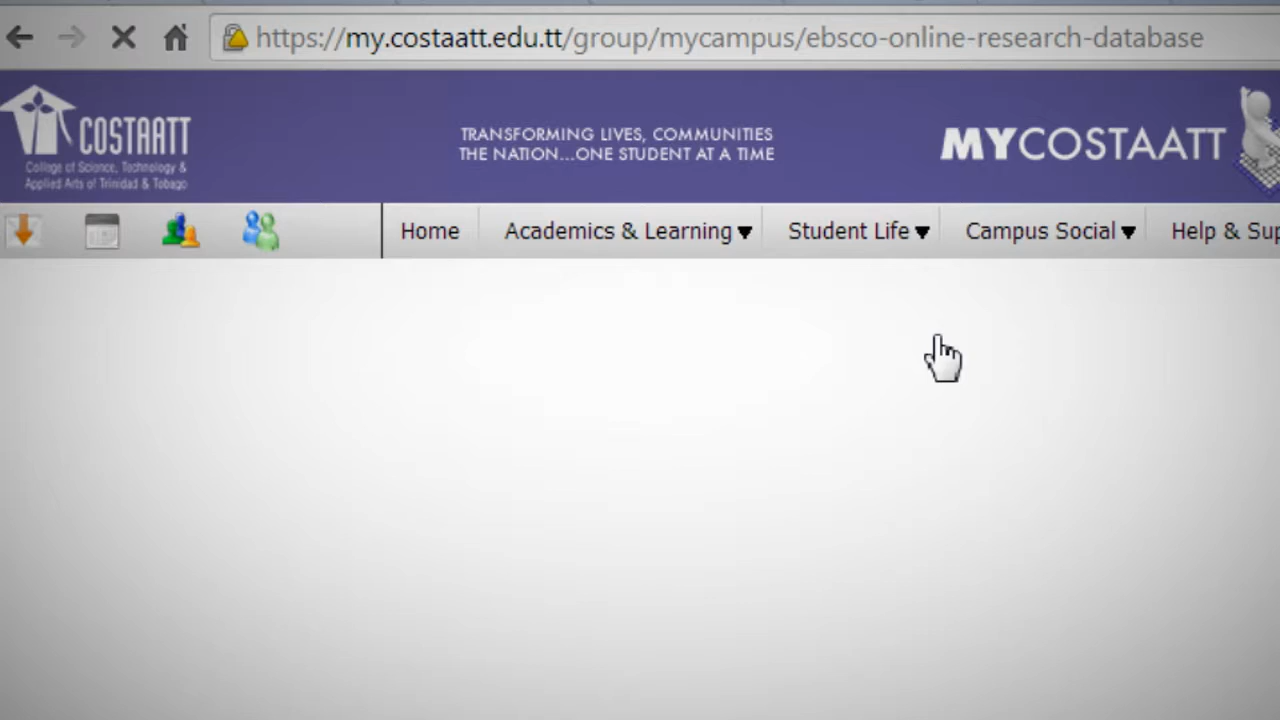 https://my.costaatt.edu.tt/group/mycampus/ebsco-online-research-database
COSTAATT
College of Science, Technology &
Applied Arts of Trinidad & Tobago
TRANSFORMING LIVES, COMMUNITIES
THE NATION...ONE STUDENT AT A TIME
MYCOSTAATT
Home Academics & Learning Student Life Campus Social Help & Sup